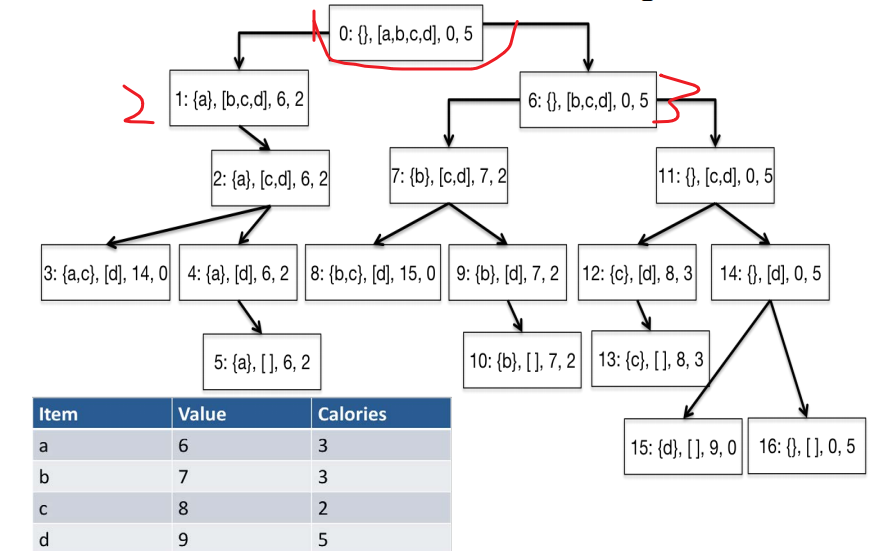 0: {}, [a,b,c,d], 0, 5
1: {a}, [b,c,d], 6, 2
6: {}, [b,c,d], 0, 5
2: {a}, [c,d], 6, 2
7: {b}, [c,d], 7, 2
11: {}, [c,d], 0, 5
3: {a,c}, [d], 14, 0
4: {a}, [d], 6, 2
8: {b,c}, [d], 15, 0
9: {b}, [d], 7, 2
12: {c}, [d], 8, 3
14: {}, [d], 0, 5
5: {a}, [ ], 6, 2
10: {b}, [ ], 7, 2
13: {c}, [ ], 8, 3
15: {d}, [ ], 9, 0
16: {}, [ ], 0, 5
Item Value Calories
a 6 3
b 7 3
c 8 2
d 9 5